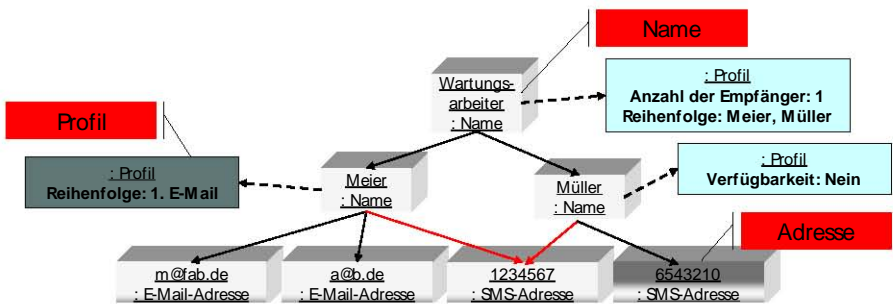 Name
Wartungs-
arbeiter
: Name
: Profil
Anzahl der Empfänger: 1
Reihenfolge: Meier, Müller
Profil
: Profil
Reihenfolge: 1. E-Mail
Meier
: Name
Müller
: Name
: Profil
Verfügbarkeit: Nein
Adresse
m@fab.de
: E-Mail-Adresse
a@b.de
: E-Mail-Adresse
1234567
: SMS-Adresse
6543210
: SMS-Adresse